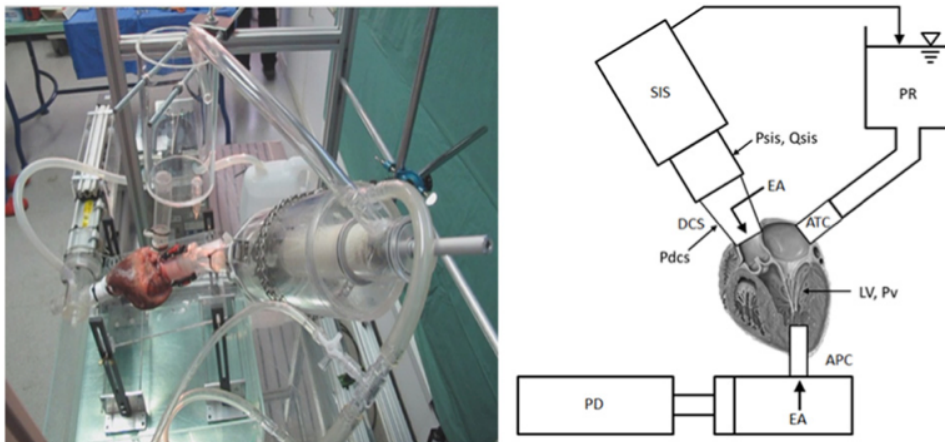 SIS
PR
Psis, Qsis
EA
DCS
ATC
Pdcs
LV, Pv
APC
PD
EA